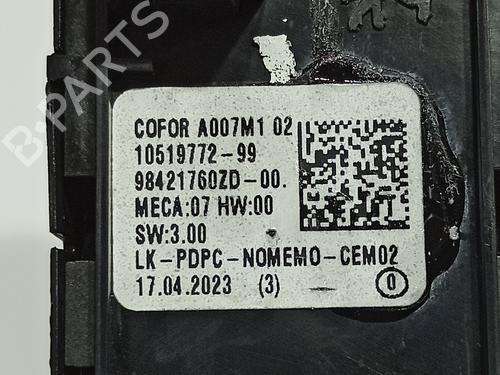 B-PARTS
COFOR A007M1 02
10519772-99
98421760ZD-00.
MECA:07 HW:00
SW:3.00
LK-PDPC-NOMEMO-CEM02
17.04.2023 (3)
0